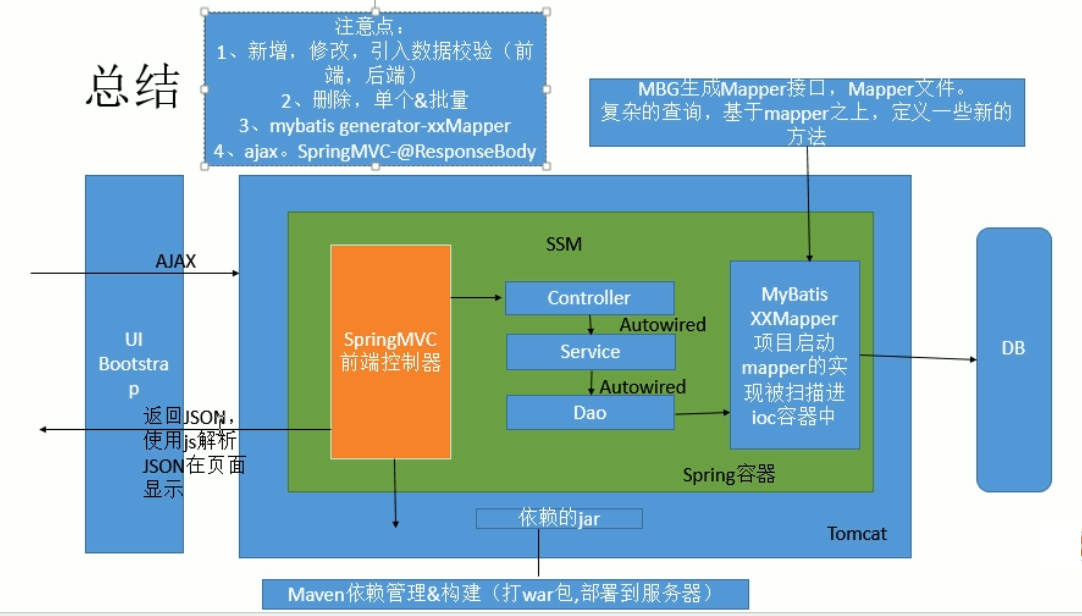 总结
注意点：
1、新增，修改，引入数据校验（前
端，后端）
2、删除，单个&批量
3、mybatis generator-xxMapper
4、ajax。SpringMVC-@ResponseBody
MBG生成Mapper接口，Mapper文件。
复杂的查询，基于mapper之上，定义一些新的
方法
AJAX
UI
Bootstra
p
返回JSON，
使用js解析
JSON在页面
显示
SSM
SpringMVC
前端控制器
Controller
Autowired
Service
Autowired
Dao
MyBatis
XXMapper
项目启动
mapper的实
现被扫描进
ioc容器中
Spring容器
DB
依赖的jar
Tomcat
Maven依赖管理&构建（打war包,部署到服务器）